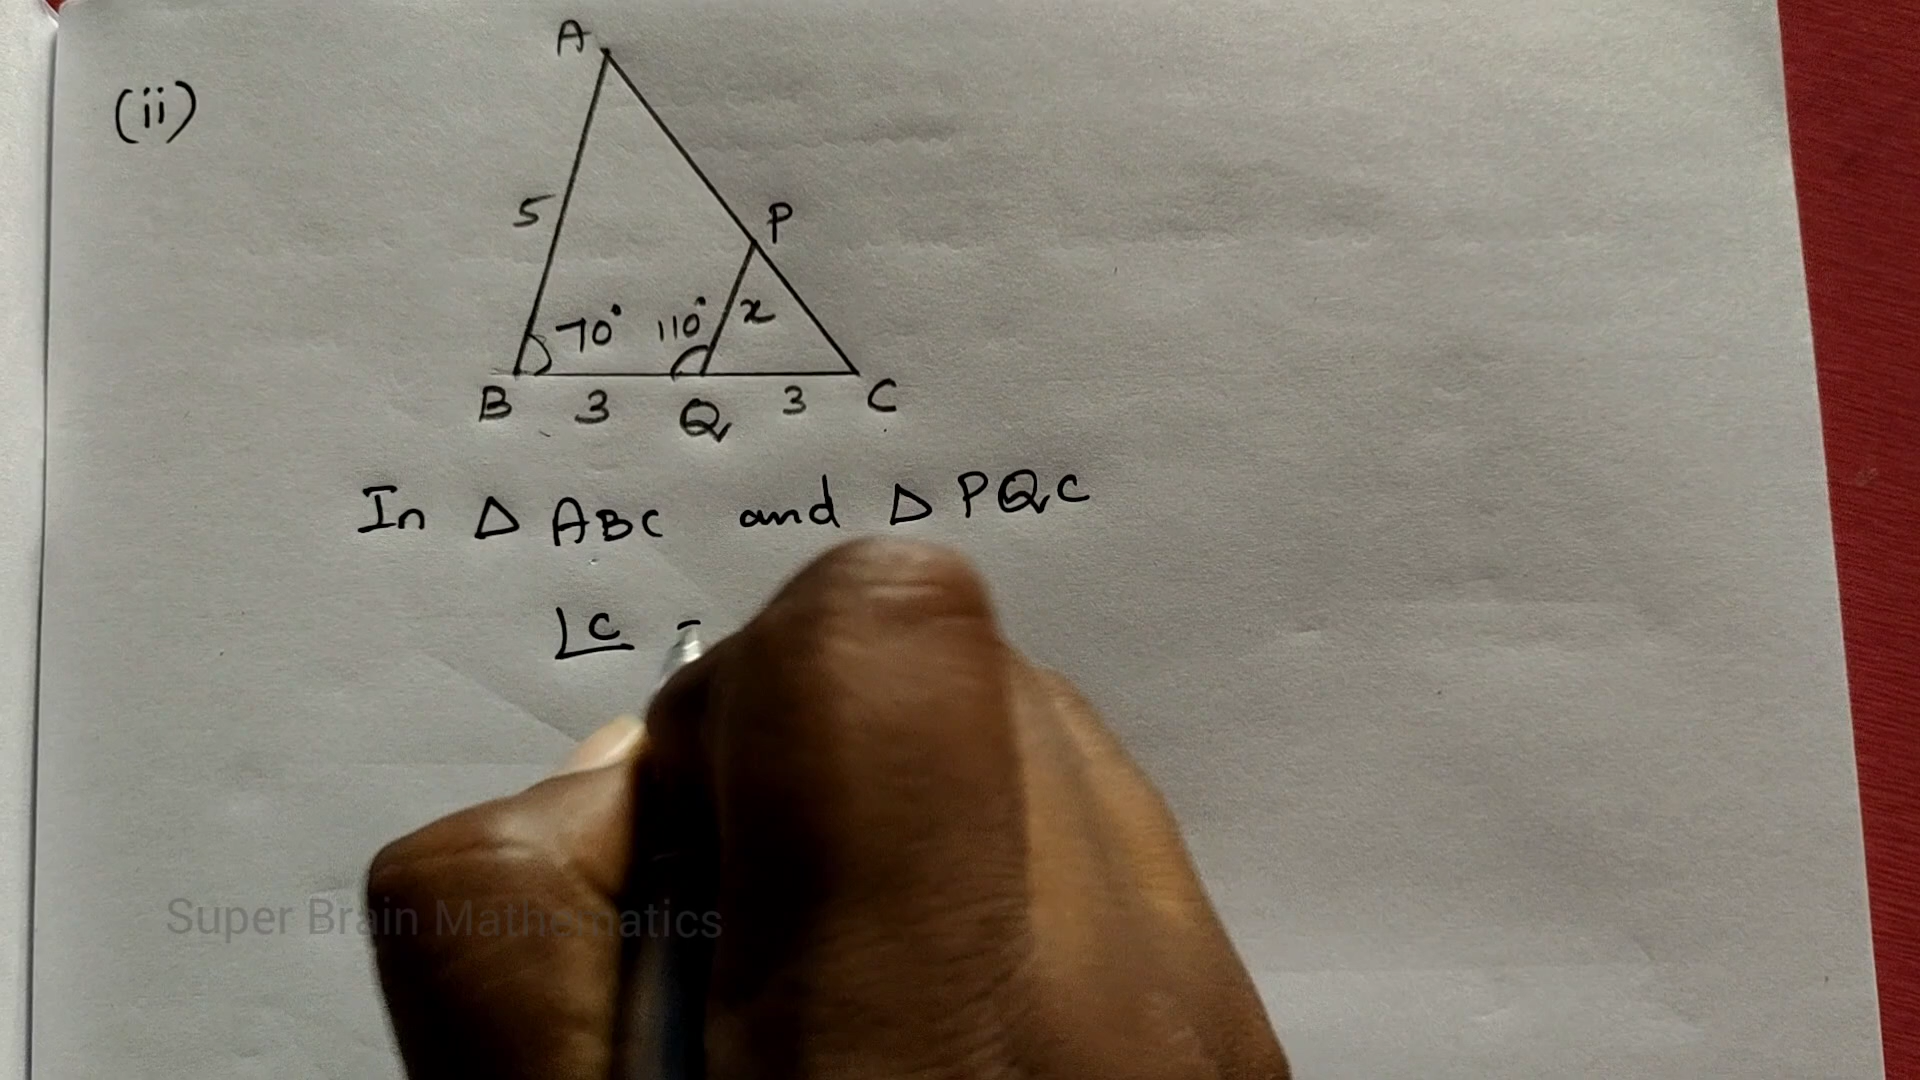 (ii)
A
5
P
70° 110° x
B 3 Q 3 C
In Δ ABC and Δ PQC
∠C =
Super Brain Mathematics